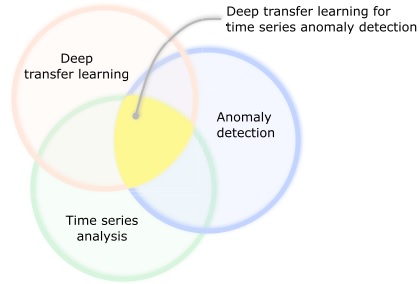 Deep transfer learning for
time series anomaly detection
Deep
transfer learning
Anomaly
detection
Time series
analysis